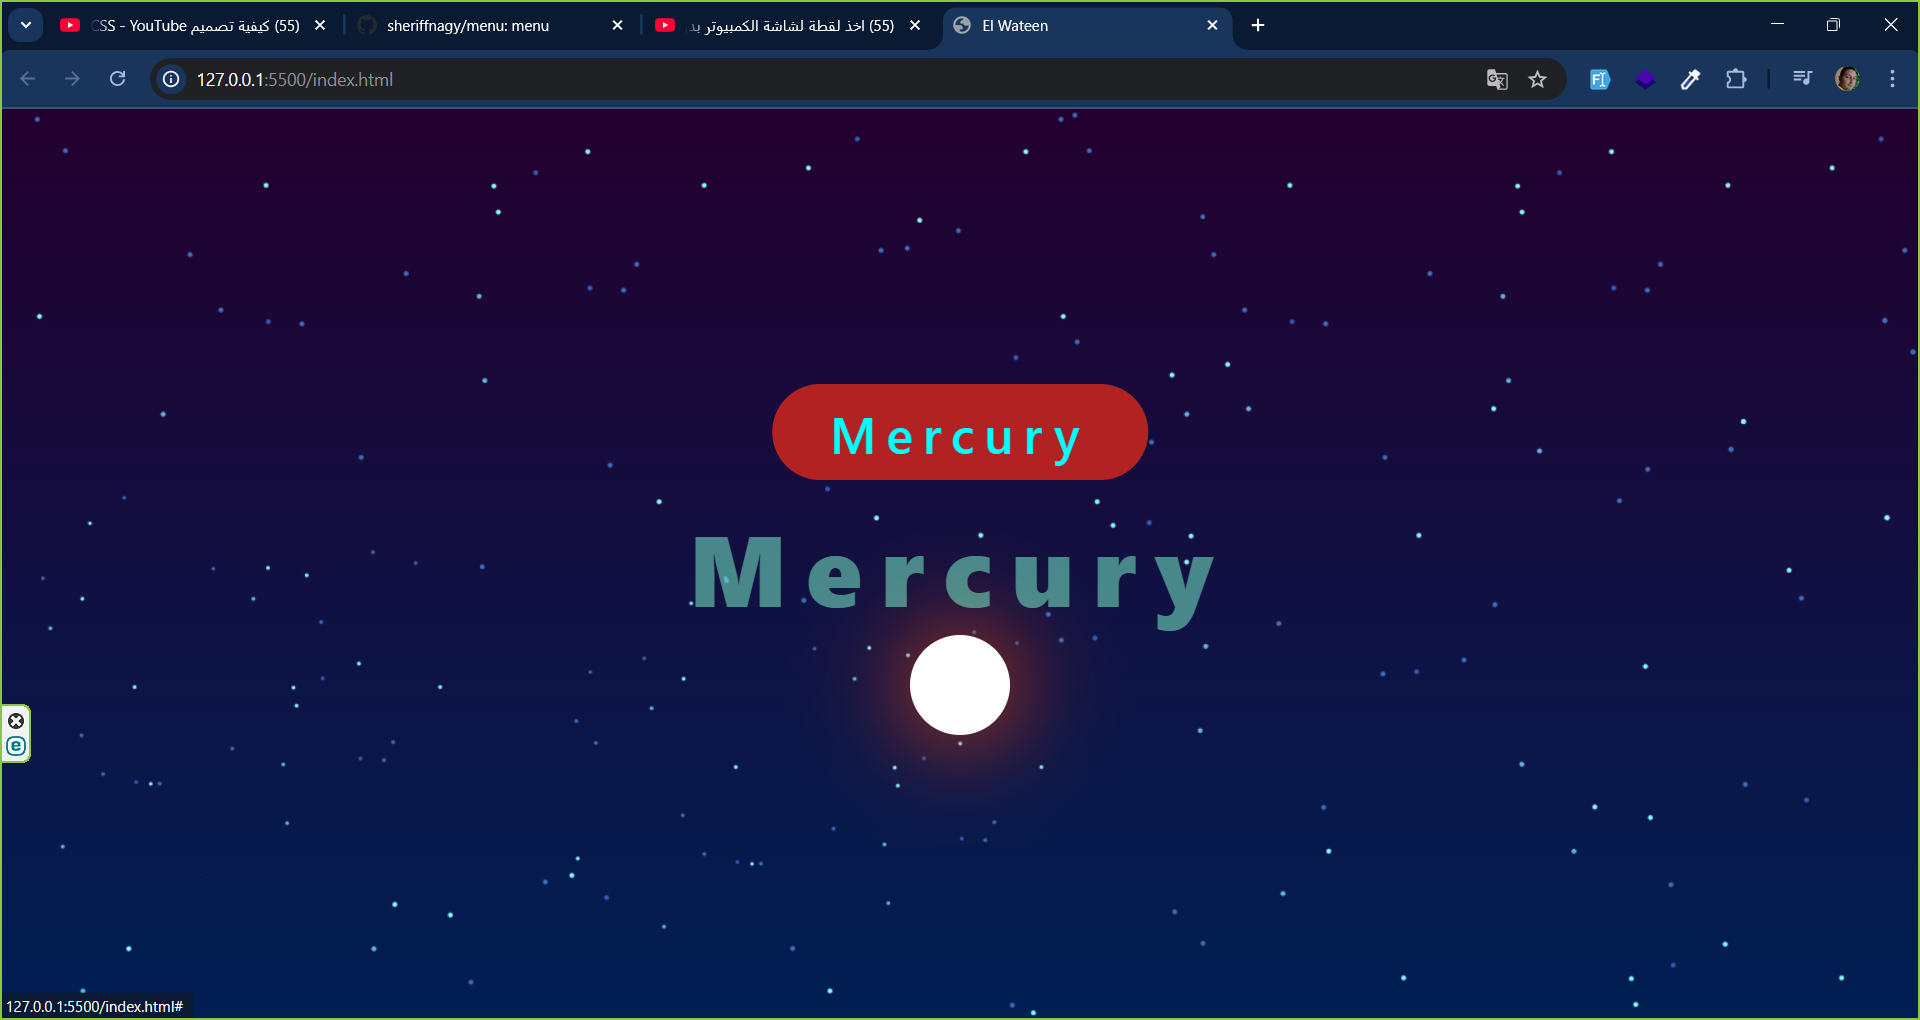 CSS - YouTube كيفية تصميم (55)
sheriffnagy/menu: menu
اخذ لقطة لشاشة الكمبيوتر بد (55)
El Wateen
127.0.0.1:5500/index.html
Mercury
Mercury
127.0.0.1:5500/index.html#